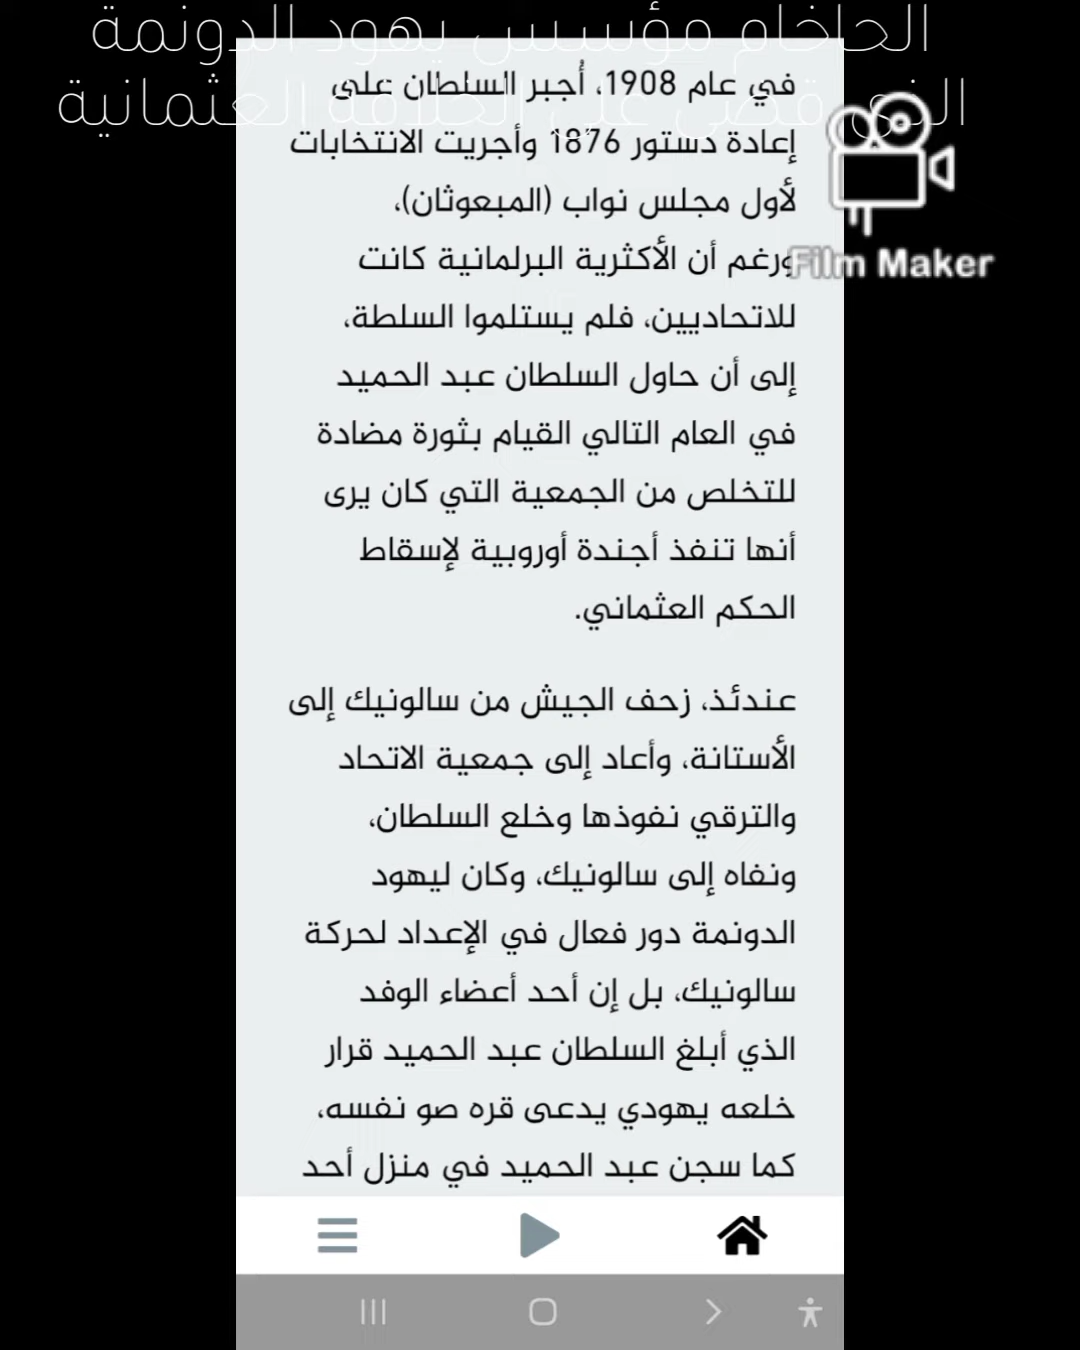 الحاخام مؤسس يهود الدونمة
الذي قضى على الخلافة العثمانية
في عام 1908، أُجبر السلطان على
إعادة دستور 1876 وأجريت الانتخابات
لأول مجلس نواب (المبعوثان)،
ورغم أن الأكثرية البرلمانية كانت
للاتحاديين، فلم يستلموا السلطة،
إلى أن حاول السلطان عبد الحميد
في العام التالي القيام بثورة مضادة
للتخلص من الجمعية التي كان يرى
أنها تنفذ أجندة أوروبية لإسقاط
الحكم العثماني.
عندئذ، زحف الجيش من سالونيك إلى
الأستانة، وأعاد إلى جمعية الاتحاد
والترقي نفوذها وخلع السلطان،
ونفاه إلى سالونيك، وكان ليهود
الدونمة دور فعال في الإعداد لحركة
سالونيك، بل إن أحد أعضاء الوفد
الذي أبلغ السلطان عبد الحميد قرار
خلعه يهودي يدعى قره صو نفسه،
كما سجن عبد الحميد في منزل أحد
Film Maker